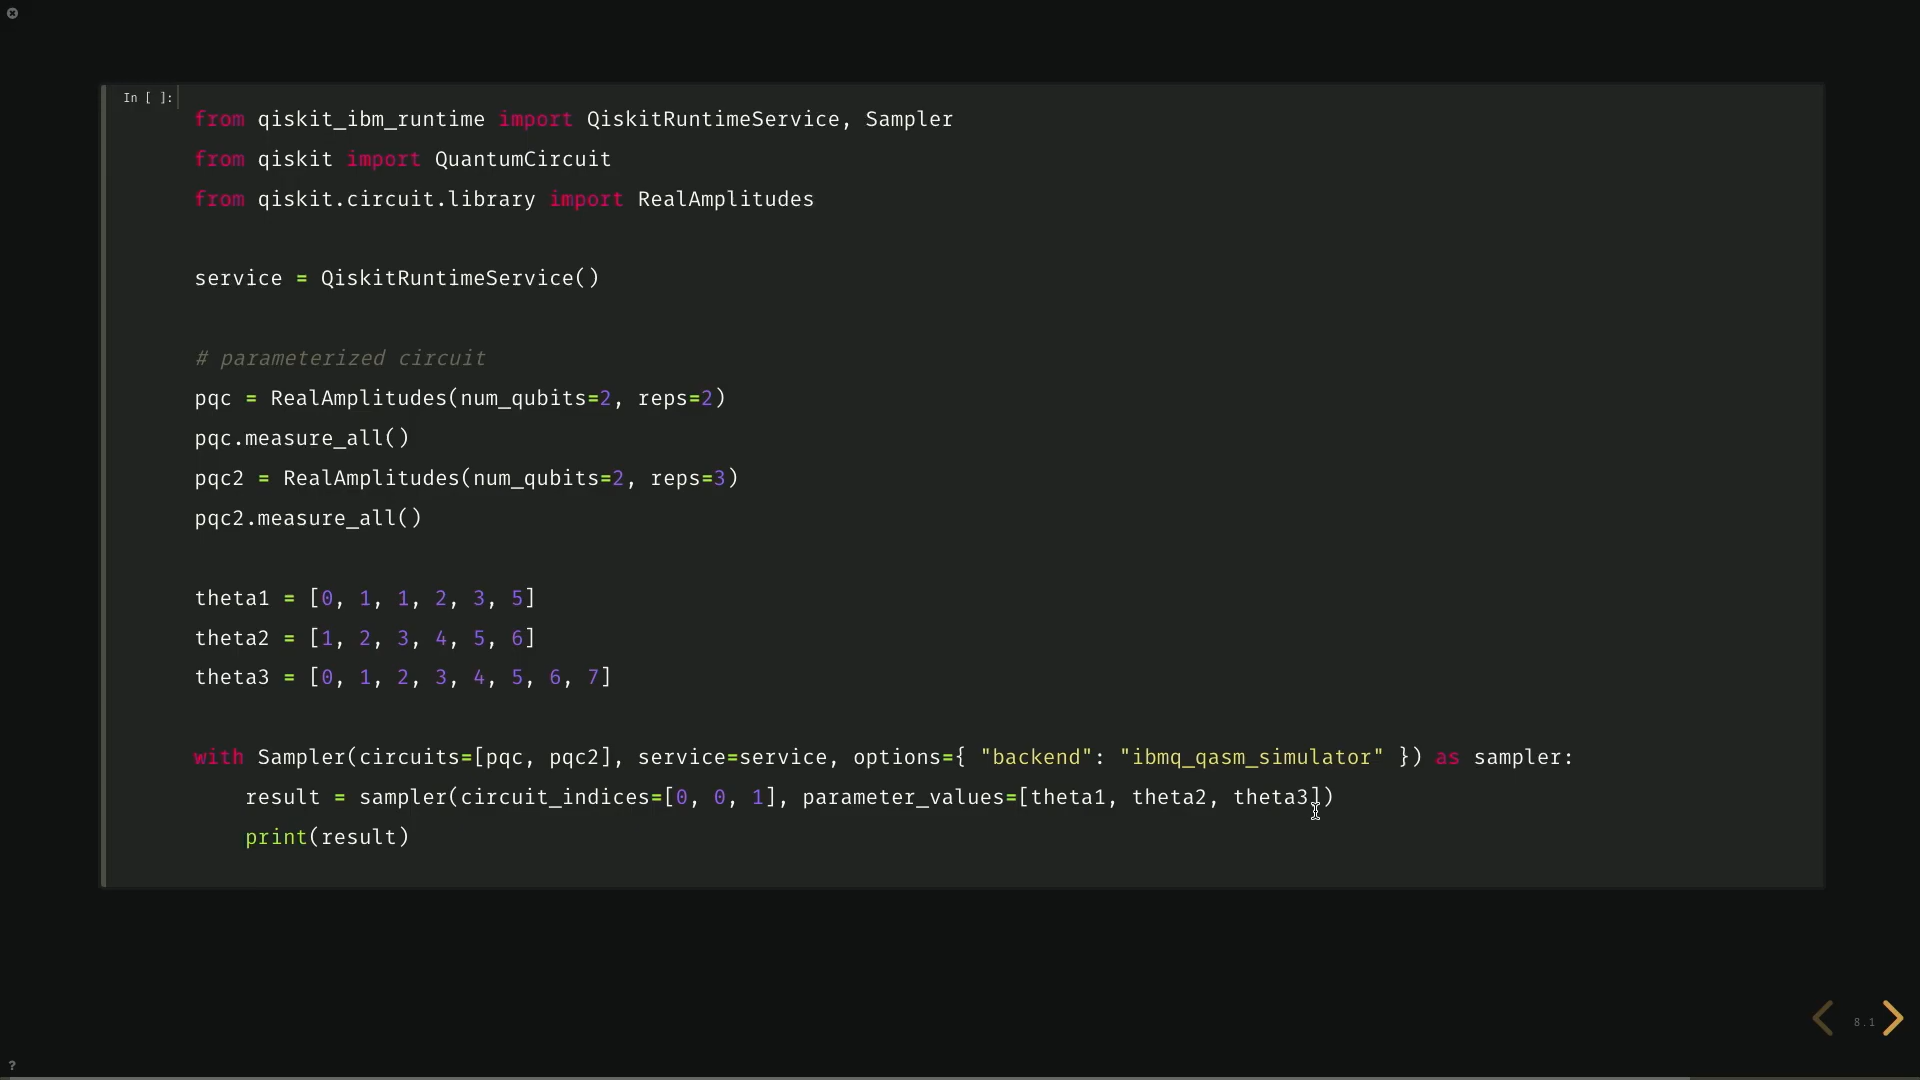 In [ ]:
from qiskit_ibm_runtime import QiskitRuntimeService, Sampler
from qiskit import QuantumCircuit
from qiskit.circuit.library import RealAmplitudes
service = QiskitRuntimeService()
# parameterized circuit
pqc = RealAmplitudes(num_qubits=2, reps=2)
pqc.measure_all()
pqc2 = RealAmplitudes(num_qubits=2, reps=3)
pqc2.measure_all()
theta1 = [0, 1, 1, 2, 3, 5]
theta2 = [1, 2, 3, 4, 5, 6]
theta3 = [0, 1, 2, 3, 4, 5, 6, 7]
with Sampler(circuits=[pqc, pqc2], service=service, options={ "backend": "ibmq_qasm_simulator" }) as sampler:
    result = sampler(circuit_indices=[0, 0, 1], parameter_values=[theta1, theta2, theta3])
    print(result)
8.1
?